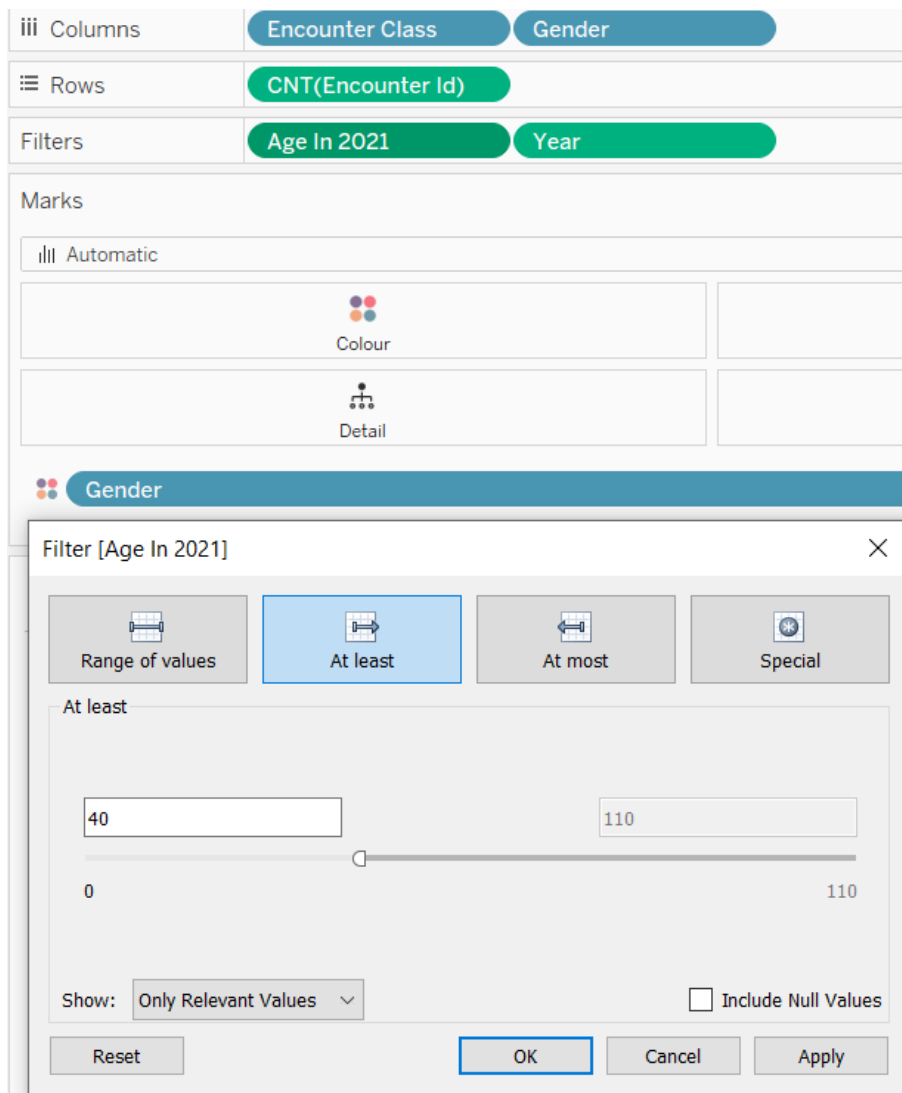 Columns Encounter Class Gender
Rows CNT(Encounter Id)
Filters Age In 2021 Year
Marks
Automatic
Colour
Detail
Gender
Filter [Age In 2021]
Range of values At least At most Special
At least
40 110
0 110
Show: Only Relevant Values Include Null Values
Reset OK Cancel Apply